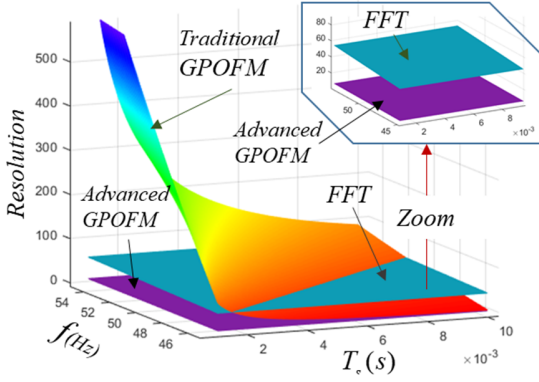 Traditional
GPOFM
Advanced
GPOFM
FFT
Zoom
Resolution
500
400
300
200
100
0
54
52
50
48
46
f(Hz)
2
4
6
8
10
×10⁻³
Tₛ(s)
FFT
Advanced
GPOFM
80
60
40
20
50
45
2
4
6
8
×10⁻³